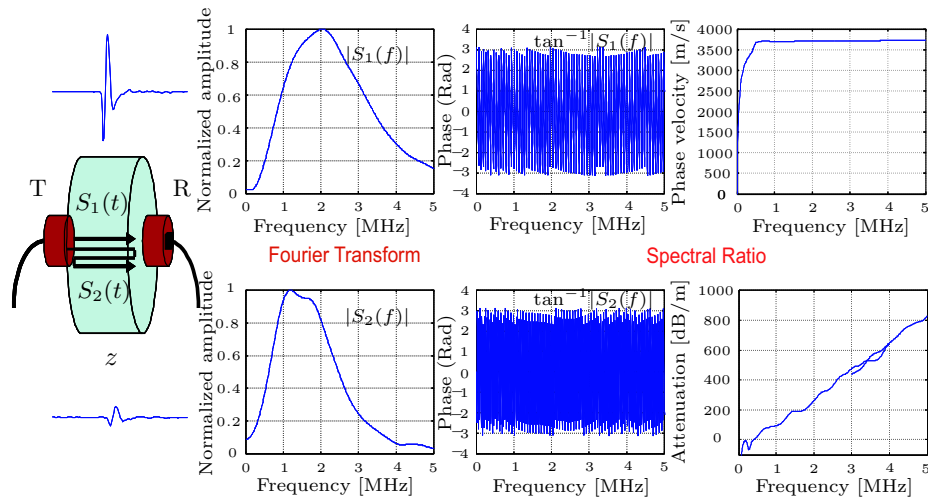 T
R
S₁(t)
S₂(t)
z
Normalized amplitude
1
0.8
0.6
0.4
0.2
0
0 1 2 3 4 5
Frequency [MHz]
|S₁(f)|
Phase (Rad)
4
3
2
1
0
−1
−2
−3
−4
0 1 2 3 4 5
Frequency [MHz]
tan⁻¹|S₁(f)|
Phase velocity [m/s]
4000
3500
3000
2500
2000
1500
1000
500
0
0 1 2 3 4 5
Frequency [MHz]
Fourier Transform
Spectral Ratio
Normalized amplitude
1
0.8
0.6
0.4
0.2
0
0 1 2 3 4 5
Frequency [MHz]
|S₂(f)|
Phase (Rad)
4
3
2
1
0
−1
−2
−3
−4
0 1 2 3 4 5
Frequency [MHz]
tan⁻¹|S₂(f)|
Attenuation [dB/m]
1000
800
600
400
200
0
0 1 2 3 4 5
Frequency [MHz]